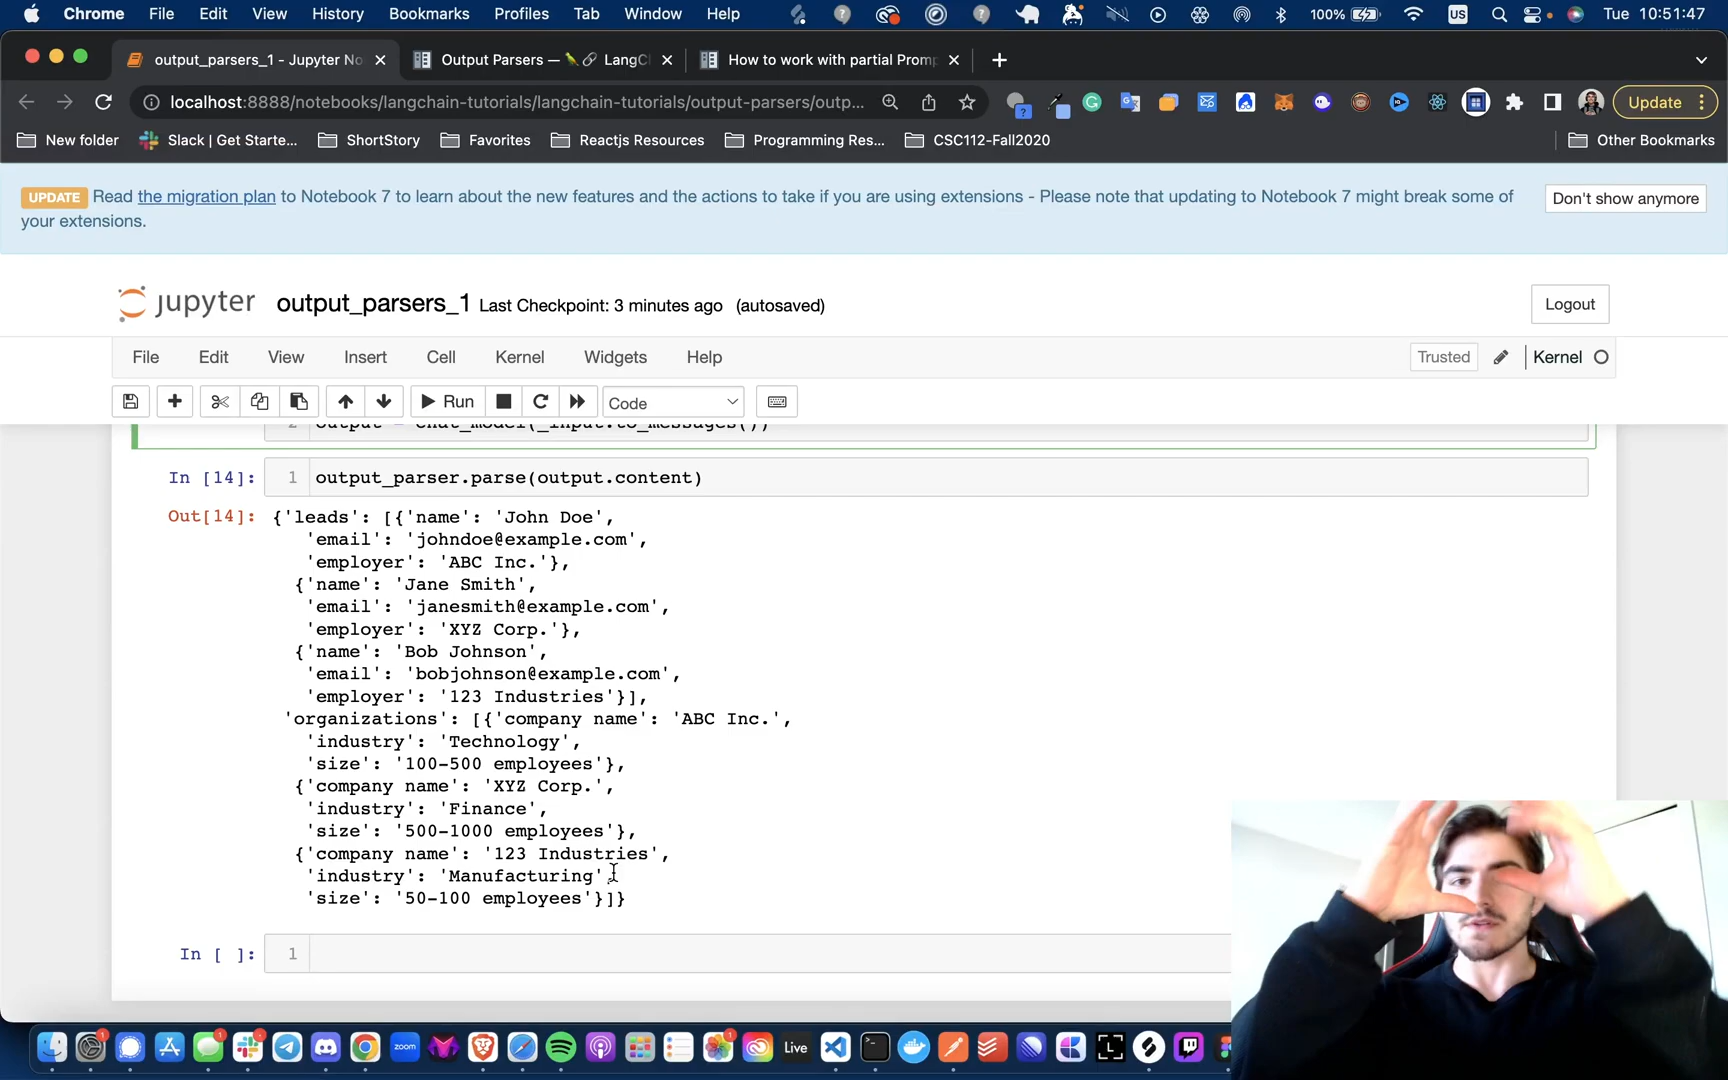 Chrome File Edit View History Bookmarks Profiles Tab Window Help 100% US Tue 10:51:47
output_parsers_1 - Jupyter No Output Parsers — LangC How to work with partial Promp
localhost:8888/notebooks/langchain-tutorials/langchain-tutorials/output-parsers/outp... Update
New folder Slack | Get Starte... ShortStory Favorites Reactjs Resources Programming Res... CSC112-Fall2020 Other Bookmarks
UPDATE Read the migration plan to Notebook 7 to learn about the new features and the actions to take if you are using extensions - Please note that updating to Notebook 7 might break some of
your extensions.
Don't show anymore
jupyter output_parsers_1 Last Checkpoint: 3 minutes ago (autosaved) Logout
File Edit View Insert Cell Kernel Widgets Help Trusted Kernel
Run Code
2 output = chat_model(_input.to_messages())
In [14]: 1 output_parser.parse(output.content)
Out[14]: {'leads': [{'name': 'John Doe',
'email': 'johndoe@example.com',
'employer': 'ABC Inc.'},
{'name': 'Jane Smith',
'email': 'janesmith@example.com',
'employer': 'XYZ Corp.'},
{'name': 'Bob Johnson',
'email': 'bobjohnson@example.com',
'employer': '123 Industries'}],
'organizations': [{'company name': 'ABC Inc.',
'industry': 'Technology',
'size': '100-500 employees'},
{'company name': 'XYZ Corp.',
'industry': 'Finance',
'size': '500-1000 employees'},
{'company name': '123 Industries',
'industry': 'Manufacturing',
'size': '50-100 employees'}]}
In [ ]: 1
zoom Live